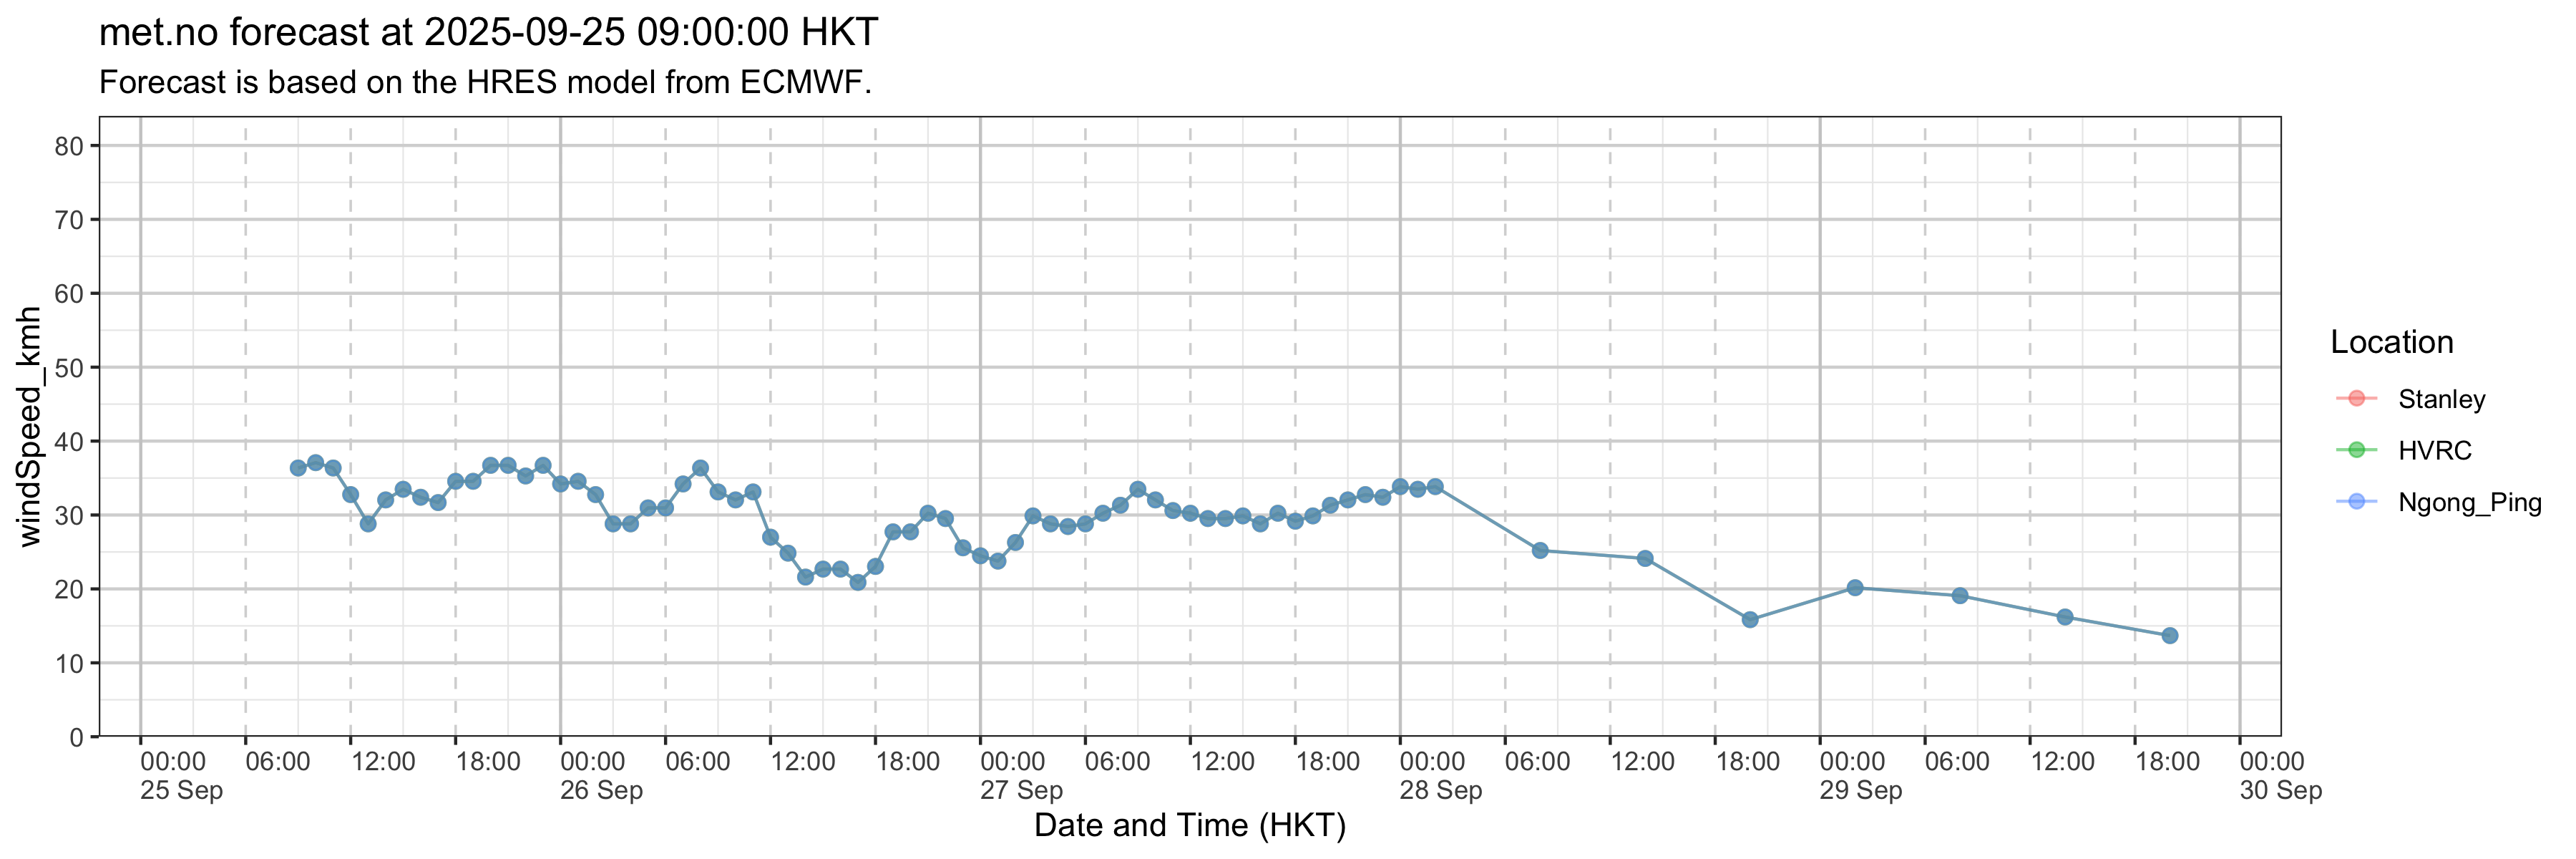 met.no forecast at 2025-09-25 09:00:00 HKT
Forecast is based on the HRES model from ECMWF.
windSpeed_kmh
80
70
60
50
40
30
20
10
0
00:00 06:00 12:00 18:00 00:00 06:00 12:00 18:00 00:00 06:00 12:00 18:00 00:00 06:00 12:00 18:00 00:00 06:00 12:00 18:00 00:00
25 Sep 26 Sep 27 Sep 28 Sep 29 Sep 30 Sep
Date and Time (HKT)
Location
Stanley
HVRC
Ngong_Ping